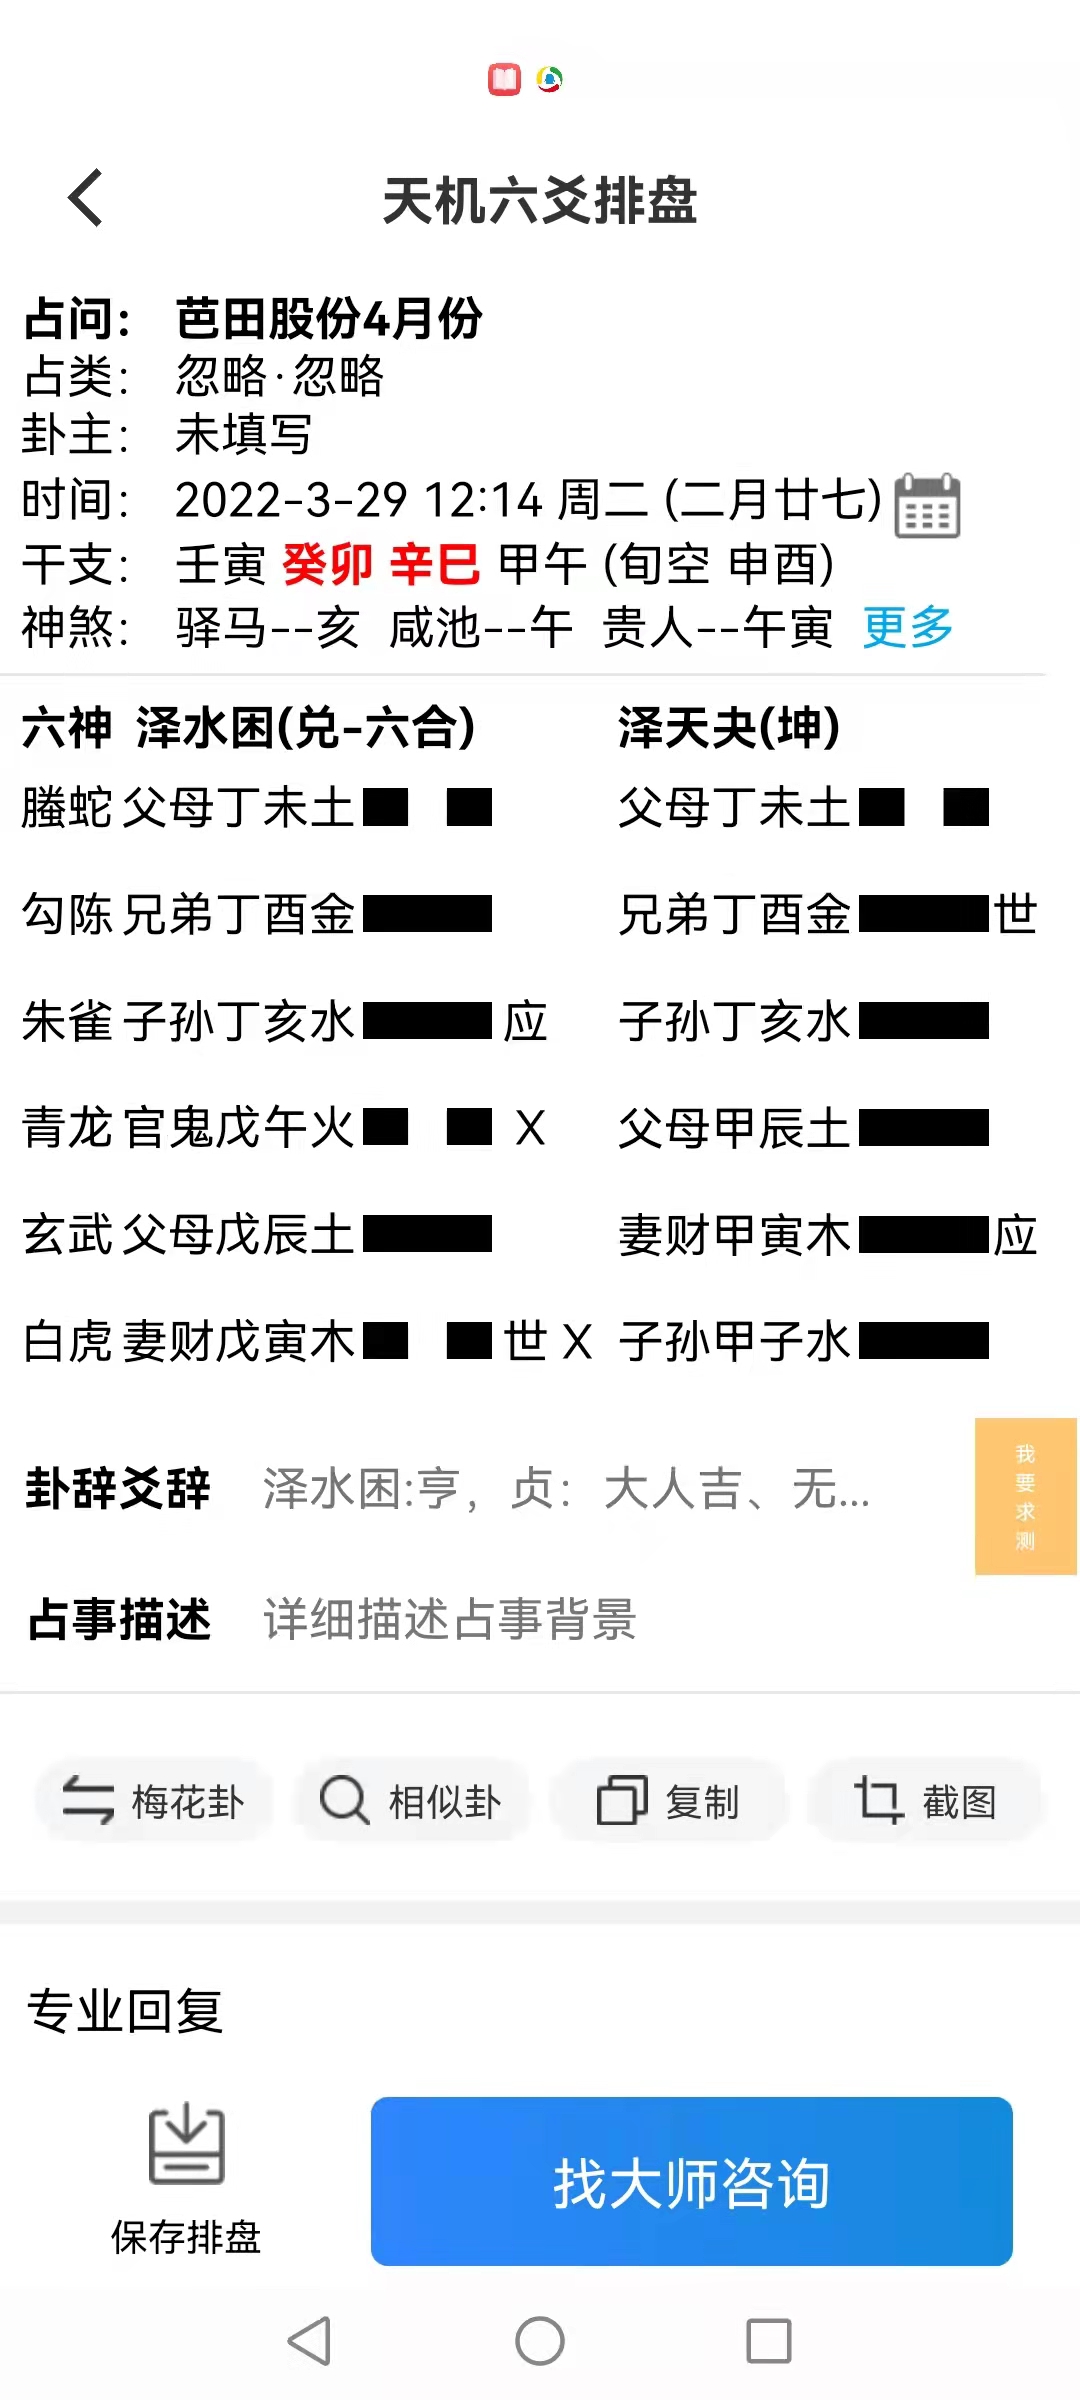 天机六爻排盘
占问： 芭田股份4月份
占类： 忽略·忽略
卦主： 未填写
时间： 2022-3-29 12:14 周二 (二月廿七)
干支： 壬寅 癸卯 辛巳 甲午 (旬空 申酉)
神煞： 驿马--亥 咸池--午 贵人--午寅 更多
六神 泽水困(兑-六合) 泽天夬(坤)
螣蛇 父母丁未土 父母丁未土
勾陈 兄弟丁酉金 兄弟丁酉金 世
朱雀 子孙丁亥水 应 子孙丁亥水
青龙 官鬼戊午火 X 父母甲辰土
玄武 父母戊辰土 妻财甲寅木 应
白虎 妻财戊寅木 世 X 子孙甲子水
我要求测
卦辞爻辞 泽水困:亨，贞：大人吉、无...
占事描述 详细描述占事背景
梅花卦 相似卦 复制 截图
专业回复
保存排盘 找大师咨询